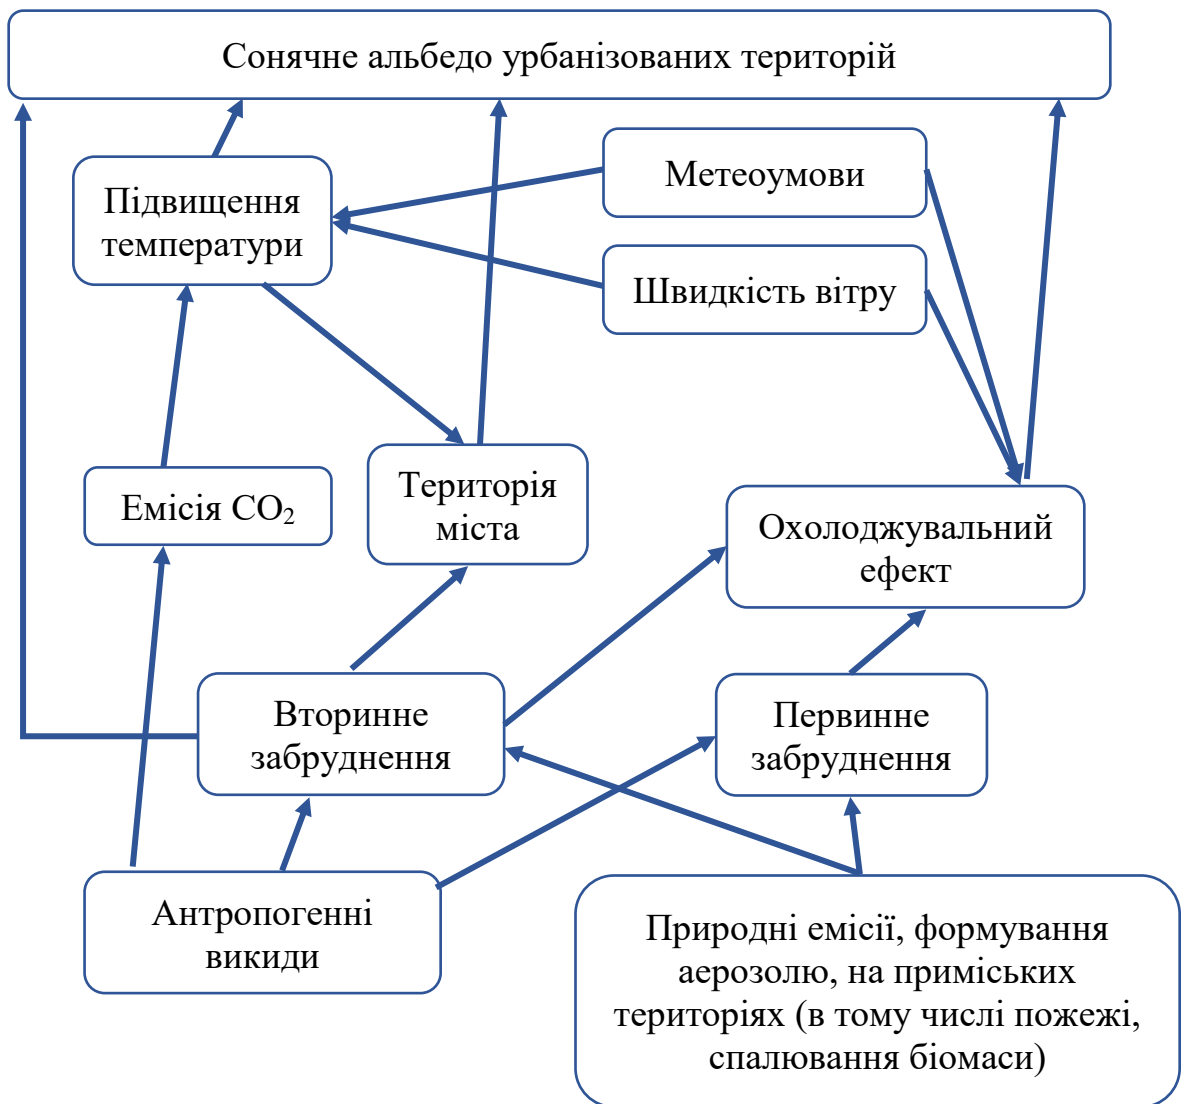 Сонячне альбедо урбанізованих територій
Підвищення
температури
Метеоумови
Швидкість вітру
Емісія CO₂
Територія
міста
Охолоджувальний
ефект
Вторинне
забруднення
Первинне
забруднення
Антропогенні
викиди
Природні емісії, формування
аерозолю, на приміських
територіях (в тому числі пожежі,
спалювання біомаси)